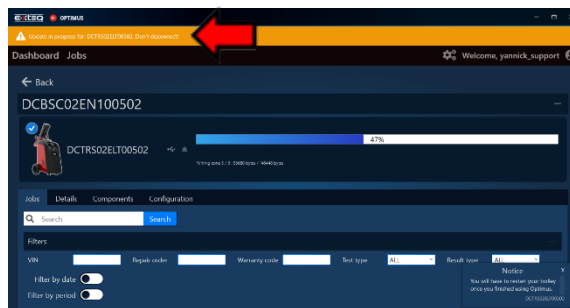 exxteq OPTIMUS
Update in progress for: DCTRS02ELT00502. Don't disconnect!
Dashboard Jobs
Welcome, yannick_support
Back
DCBSC02EN100502
47%
DCTRS02ELT00502
Jobs Details Components Configuration
Search Search
Filters
VIN Repair order Warranty code Test type ALL Result type ALL
Filter by date
Filter by period
Notice x
You will have to restart your trolley
once you finished using Optimus.
DCTRS02ELT00502